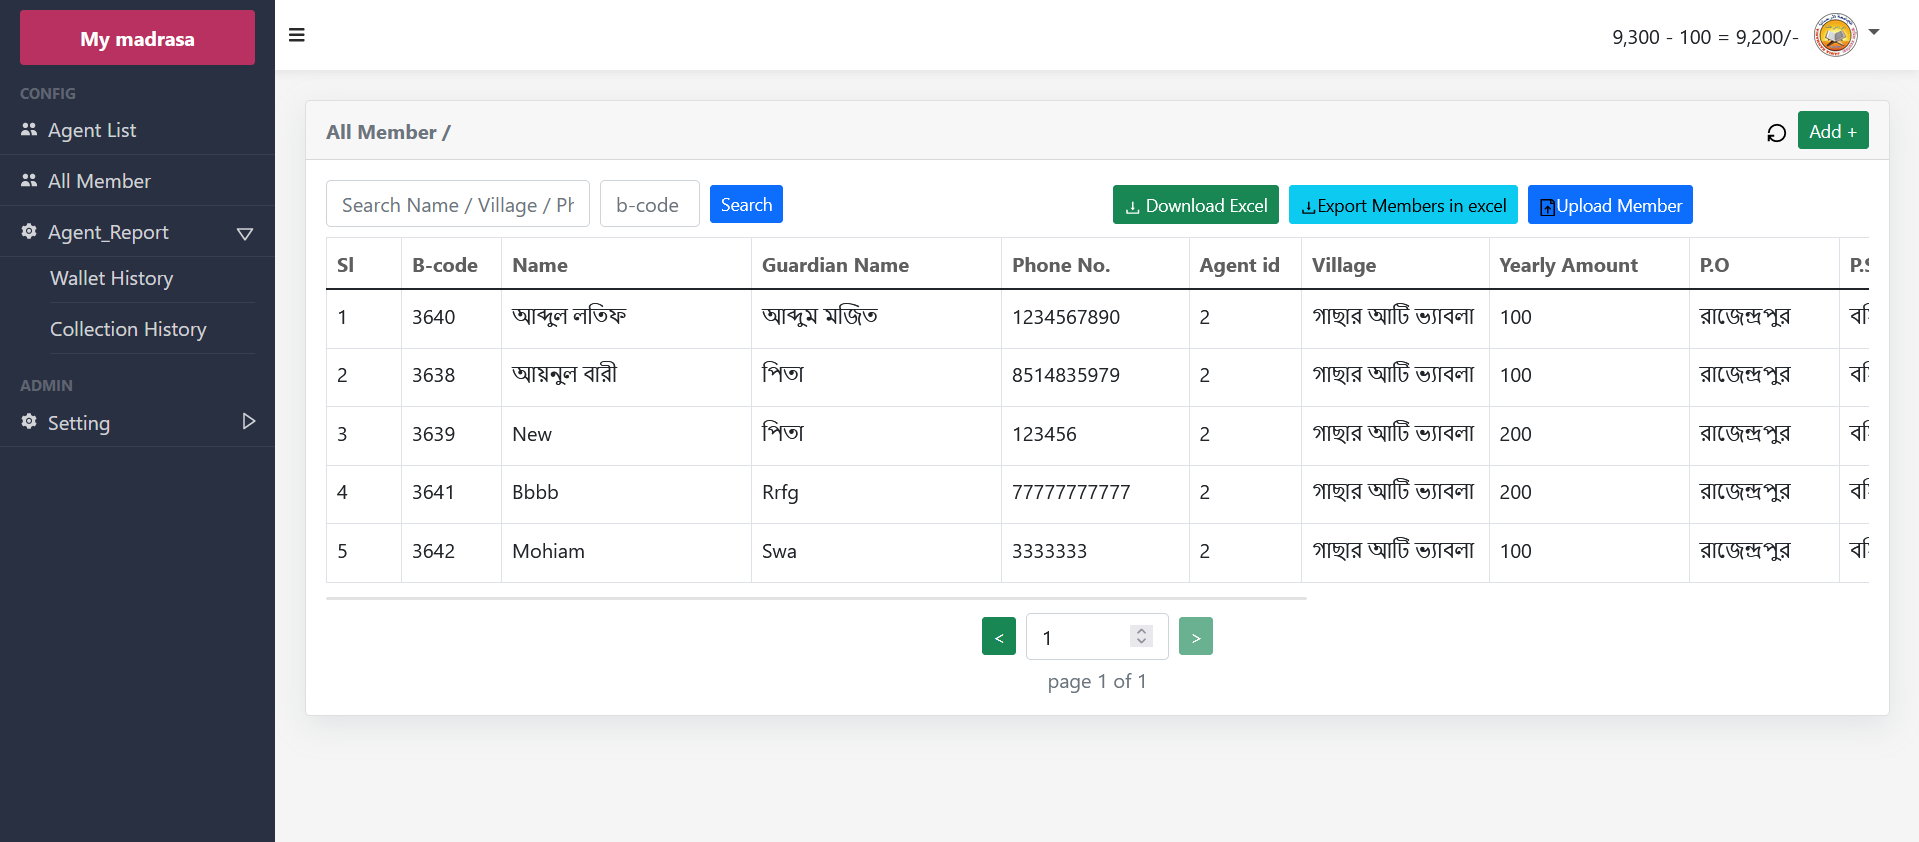 My madrasa
9,300 - 100 = 9,200/-
CONFIG
Agent List
All Member
Agent_Report
Wallet History
Collection History
ADMIN
Setting
All Member /
Add +
Search Name / Village / Ph
b-code
Search
Download Excel
Export Members in excel
Upload Member
Sl B-code Name Guardian Name Phone No. Agent id Village Yearly Amount P.O
1 3640 আব্দুল লতিফ আব্দুম মজিত 1234567890 2 গাছার আটি ভ্যাবলা 100 রাজেন্দ্রপুর
2 3638 আয়নুল বারী পিতা 8514835979 2 গাছার আটি ভ্যাবলা 100 রাজেন্দ্রপুর
3 3639 New পিতা 123456 2 গাছার আটি ভ্যাবলা 200 রাজেন্দ্রপুর
4 3641 Bbbb Rrfg 77777777777 2 গাছার আটি ভ্যাবলা 200 রাজেন্দ্রপুর
5 3642 Mohiam Swa 3333333 2 গাছার আটি ভ্যাবলা 100 রাজেন্দ্রপুর
< 1 >
page 1 of 1